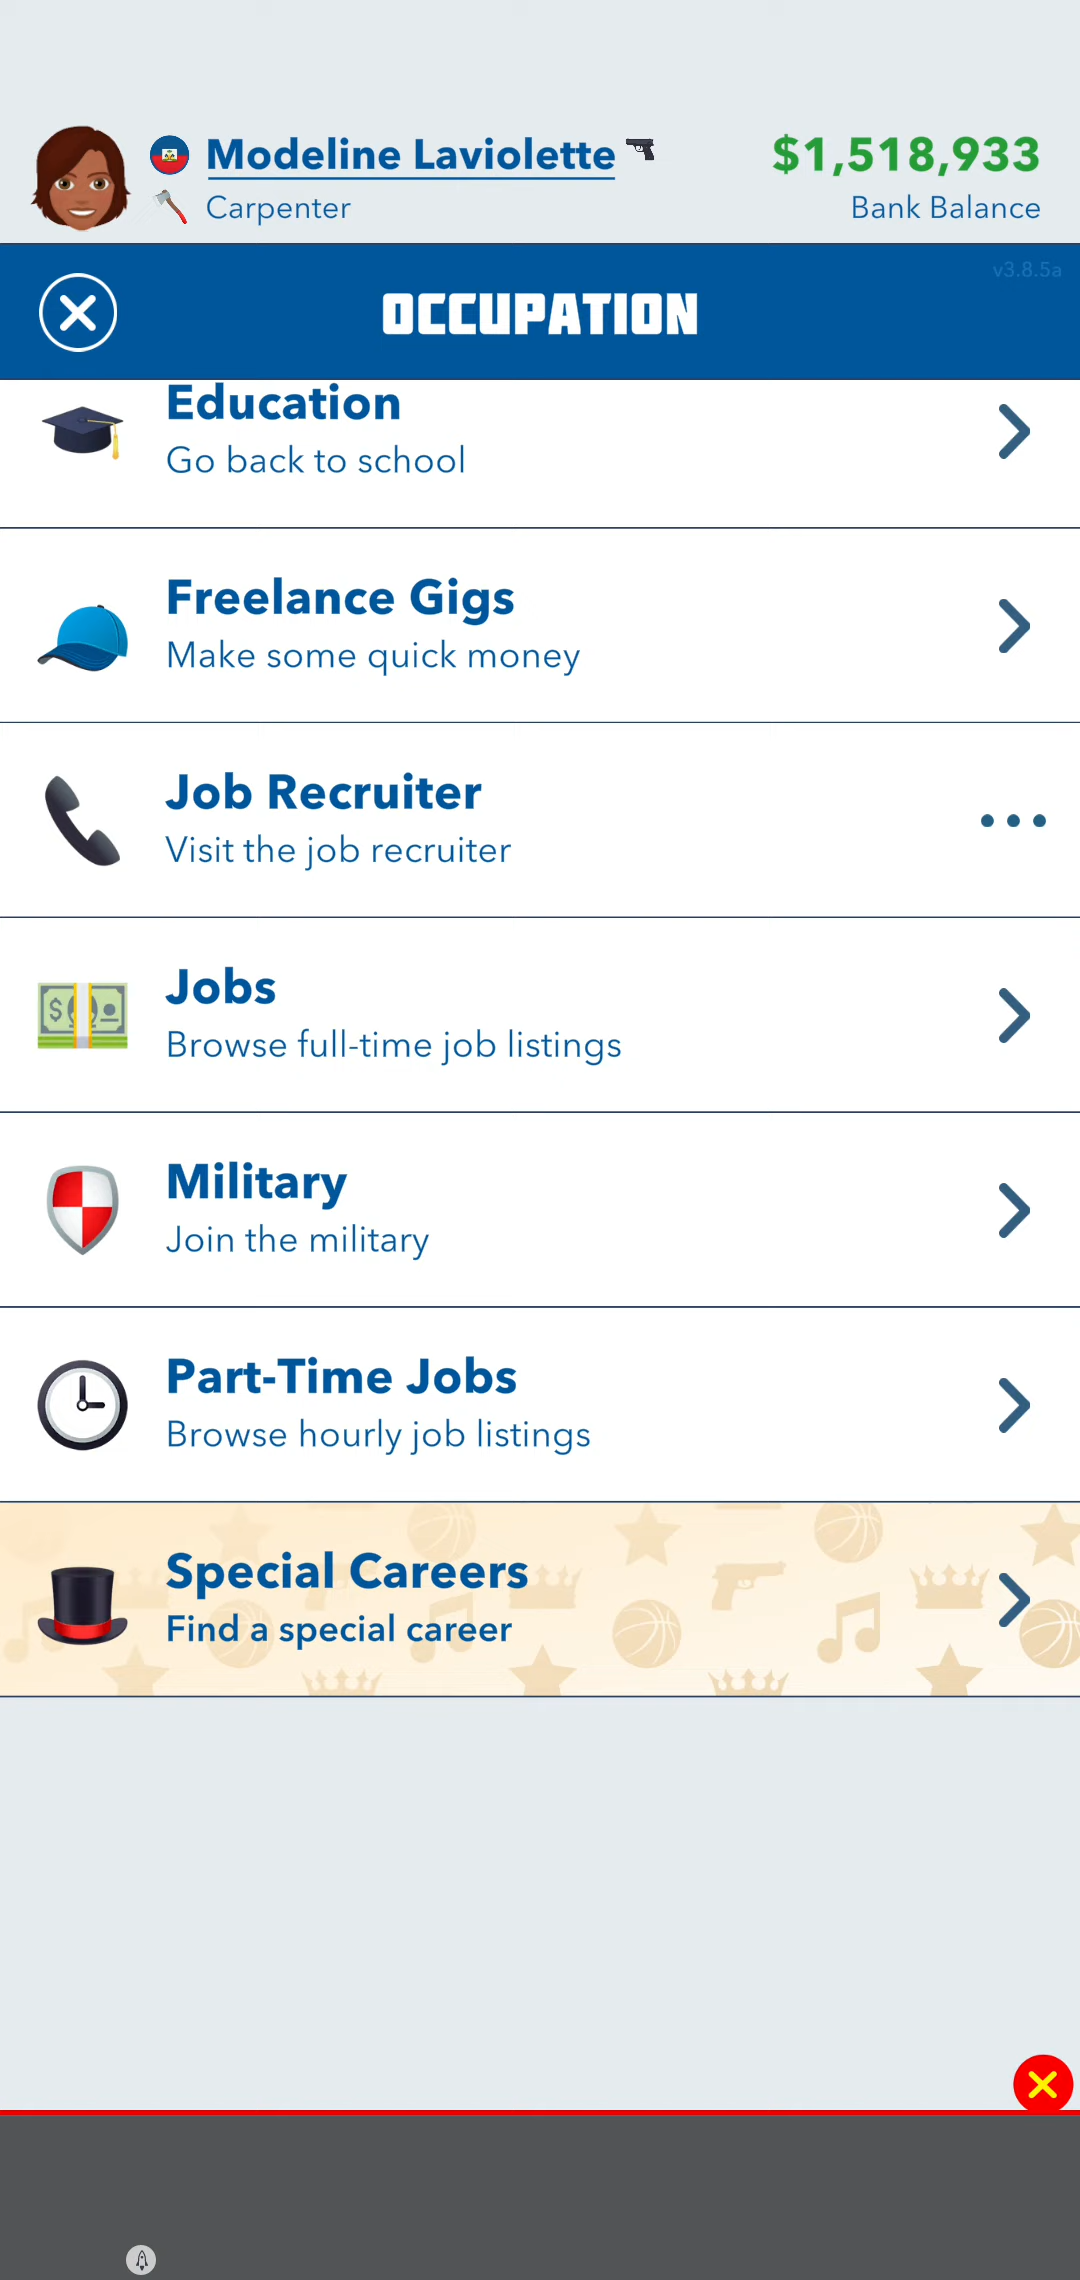 Modeline Laviolette
$1,518,933
Carpenter
Bank Balance
v3.8.5a
OCCUPATION
Education
Go back to school
Freelance Gigs
Make some quick money
Job Recruiter
Visit the job recruiter
Jobs
Browse full-time job listings
Military
Join the military
Part-Time Jobs
Browse hourly job listings
Special Careers
Find a special career